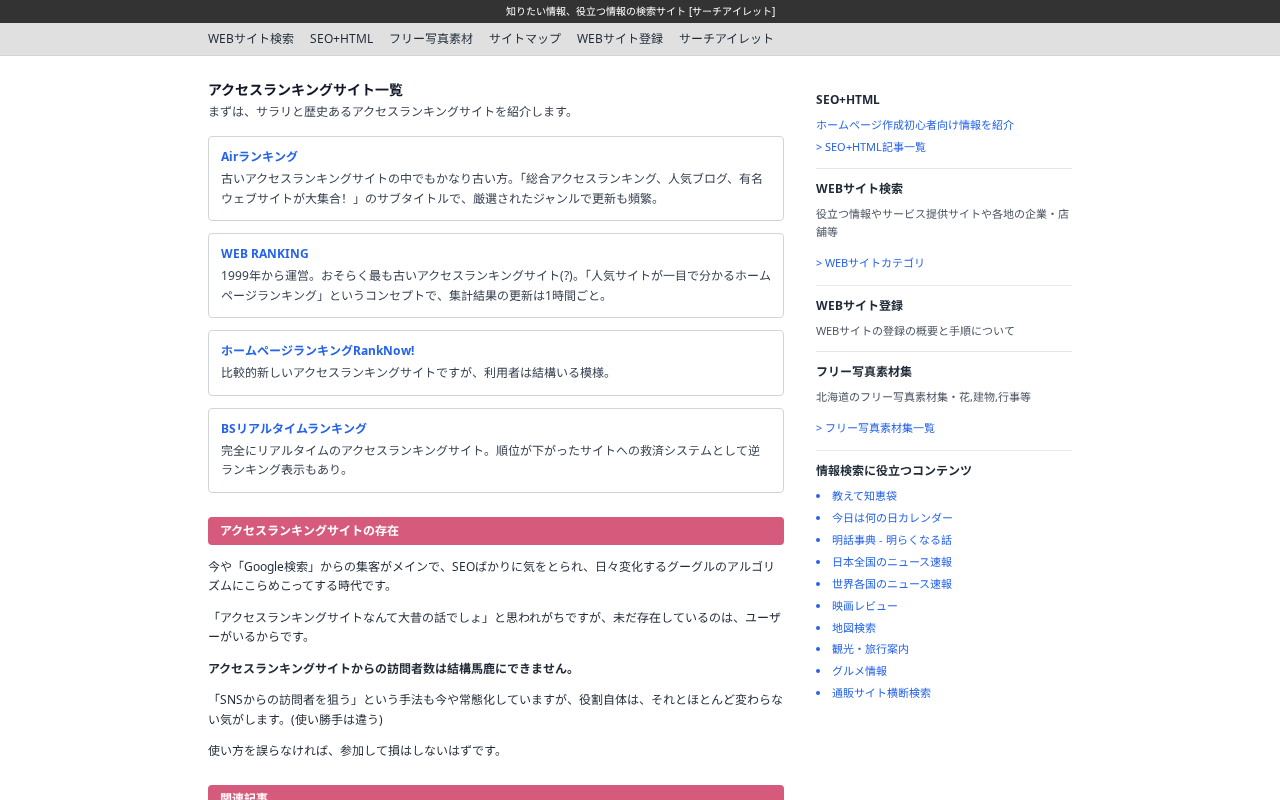 知りたい情報、役立つ情報の検索サイト [サーチアイレット]
WEBサイト検索 SEO+HTML フリー写真素材 サイトマップ WEBサイト登録 サーチアイレット
アクセスランキングサイト一覧
まずは、サラリと歴史あるアクセスランキングサイトを紹介します。
Airランキング
古いアクセスランキングサイトの中でもかなり古い方。「総合アクセスランキング、人気ブログ、有名
ウェブサイトが大集合！」のサブタイトルで、厳選されたジャンルで更新も頻繁。
WEB RANKING
1999年から運営。おそらく最も古いアクセスランキングサイト(?)。「人気サイトが一目で分かるホーム
ページランキング」というコンセプトで、集計結果の更新は1時間ごと。
ホームページランキングRankNow!
比較的新しいアクセスランキングサイトですが、利用者は結構いる模様。
BSリアルタイムランキング
完全にリアルタイムのアクセスランキングサイト。順位が下がったサイトへの救済システムとして逆
ランキング表示もあり。
アクセスランキングサイトの存在
今や「Google検索」からの集客がメインで、SEOばかりに気をとられ、日々変化するグーグルのアルゴリ
ズムにこらめこってする時代です。
「アクセスランキングサイトなんて大昔の話でしょ」と思われがちですが、未だ存在しているのは、ユーザ
ーがいるからです。
アクセスランキングサイトからの訪問者数は結構馬鹿にできません。
「SNSからの訪問者を狙う」という手法も今や常態化していますが、役割自体は、それとほとんど変わらな
い気がします。(使い勝手は違う)
使い方を誤らなければ、参加して損はしないはずです。
関連記事
SEO+HTML
ホームページ作成初心者向け情報を紹介
> SEO+HTML記事一覧
WEBサイト検索
役立つ情報やサービス提供サイトや各地の企業・店
舗等
> WEBサイトカテゴリ
WEBサイト登録
WEBサイトの登録の概要と手順について
フリー写真素材集
北海道のフリー写真素材集・花,建物,行事等
> フリー写真素材集一覧
情報検索に役立つコンテンツ
• 教えて知恵袋
• 今日は何の日カレンダー
• 明話事典 - 明らくなる話
• 日本全国のニュース速報
• 世界各国のニュース速報
• 映画レビュー
• 地図検索
• 観光・旅行案内
• グルメ情報
• 通販サイト横断検索